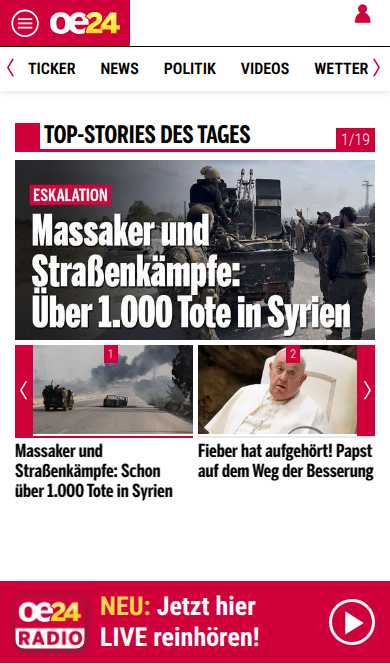 oe24
TICKER NEWS POLITIK VIDEOS WETTER
TOP-STORIES DES TAGES
1/19
ESKALATION
Massaker und
Straßenkämpfe:
Über 1.000 Tote in Syrien
1
2
Massaker und
Straßenkämpfe: Schon
über 1.000 Tote in Syrien
Fieber hat aufgehört! Papst
auf dem Weg der Besserung
oe24
RADIO
NEU: Jetzt hier
LIVE reinhören!